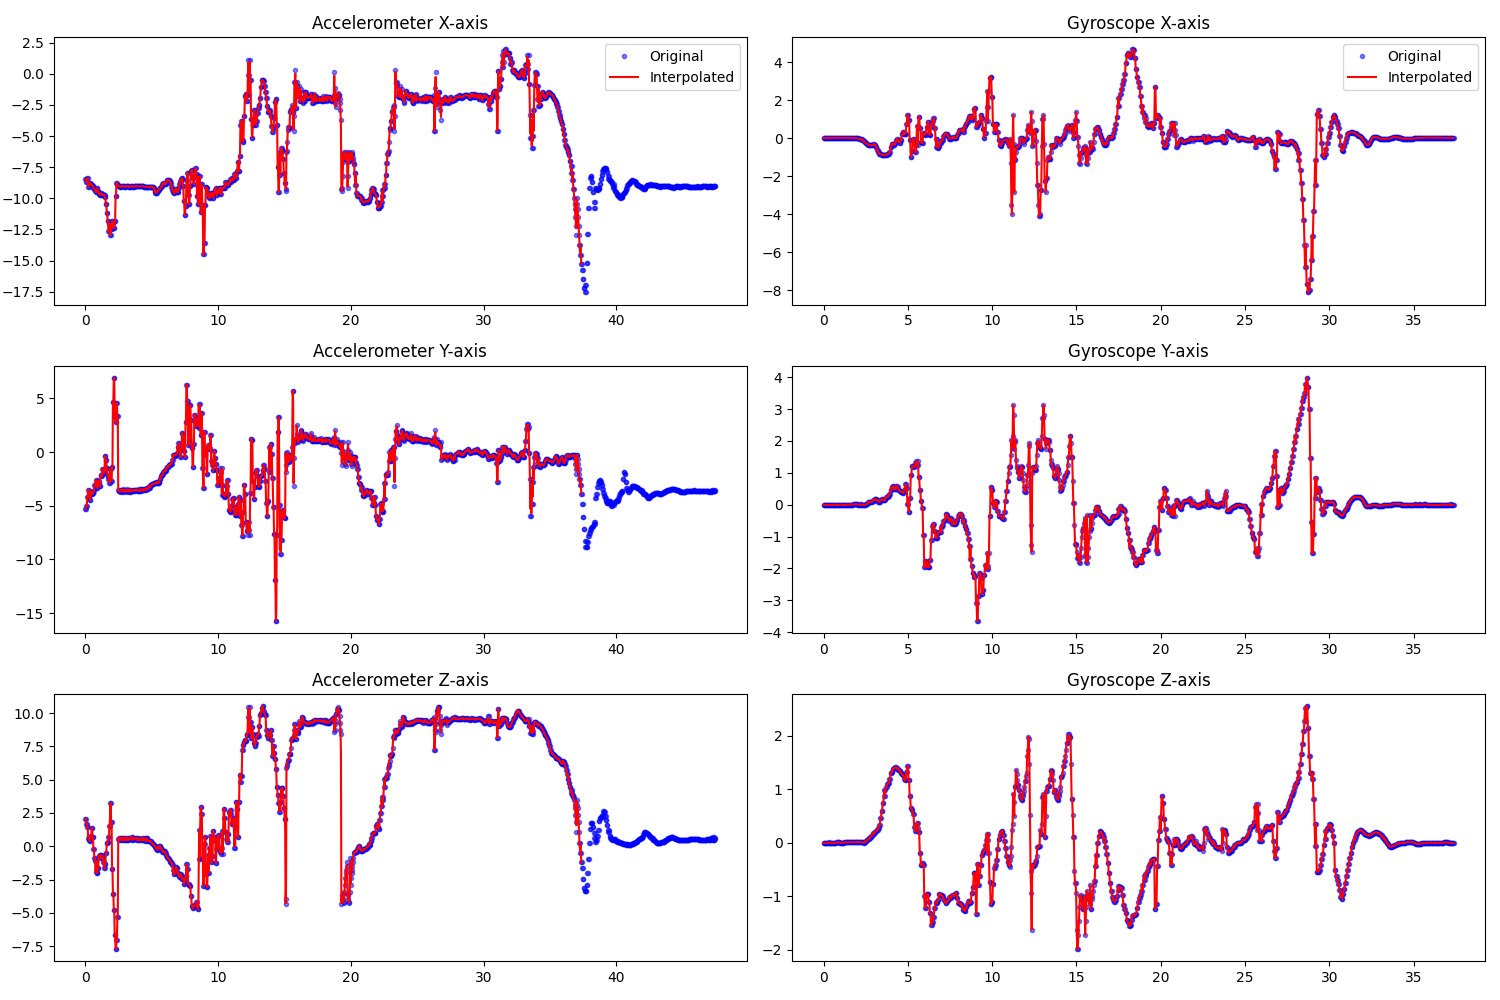 Accelerometer X-axis
2.5
0.0
−2.5
−5.0
−7.5
−10.0
−12.5
−15.0
−17.5
Original
Interpolated
0 10 20 30 40
Gyroscope X-axis
4
2
0
−2
−4
−6
−8
Original
Interpolated
0 5 10 15 20 25 30 35
Accelerometer Y-axis
5
0
−5
−10
−15
0 10 20 30 40
Gyroscope Y-axis
4
3
2
1
0
−1
−2
−3
−4
0 5 10 15 20 25 30 35
Accelerometer Z-axis
10.0
7.5
5.0
2.5
0.0
−2.5
−5.0
−7.5
0 10 20 30 40
Gyroscope Z-axis
2
1
0
−1
−2
0 5 10 15 20 25 30 35